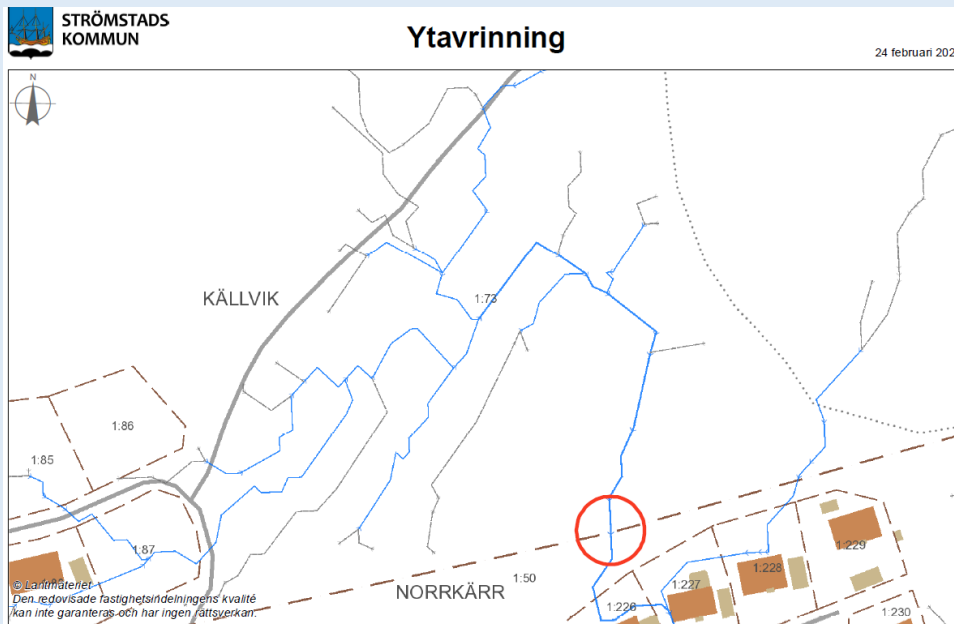 STRÖMSTADS
KOMMUN
Ytavrinning
24 februari 202
N
KÄLLVIK
1:73
1:86
1:85
1:87
NORRKÄRR
1:50
1:226
1:227
1:228
1:229
1:230
© Lantmäteriet
Den redovisade fastighetsindelningens kvalité
kan inte garanteras och har ingen rättsverkan.